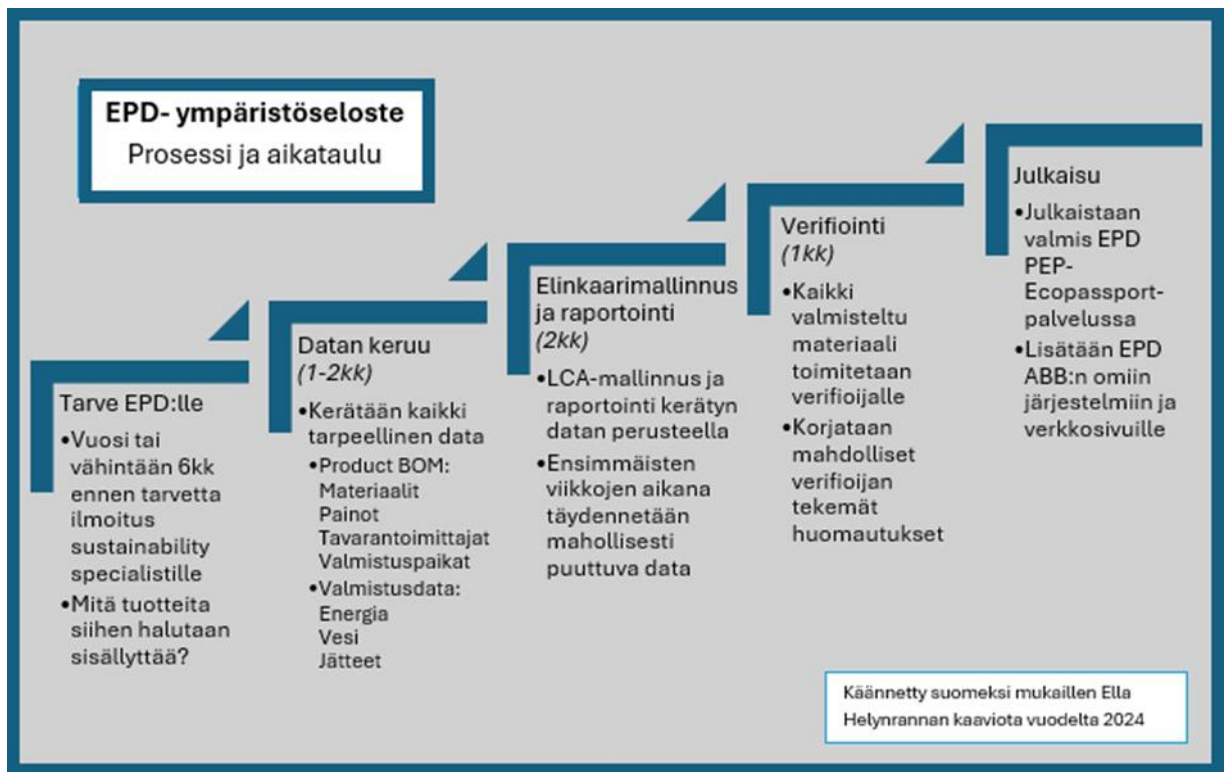 EPD- ympäristöseloste
Prosessi ja aikataulu
Tarve EPD:lle
•Vuosi tai
vähintään 6kk
ennen tarvetta
ilmoitus
sustainability
specialistille
•Mitä tuotteita
siihen halutaan
sisällyttää?
Datan keruu
(1-2kk)
•Kerätään kaikki
tarpeellinen data
•Product BOM:
Materiaalit
Painot
Tavarantoimittajat
Valmistuspaikat
•Valmistusdata:
Energia
Vesi
Jätteet
Elinkaarimallinnus
ja raportointi
(2kk)
•LCA-mallinnus ja
raportointi kerätyn
datan perusteella
•Ensimmäisten
viikkojen aikana
täydennetään
mahollisesti
puuttuva data
Verifiointi
(1kk)
•Kaikki
valmisteltu
materiaali
toimitetaan
verifioijalle
•Korjataan
mahdolliset
verifioijan
tekemät
huomautukset
Julkaisu
•Julkaistaan
valmis EPD
PEP-
Ecopassport-
palvelussa
•Lisätään EPD
ABB:n omiin
järjestelmiin ja
verkkosivuille
Käännetty suomeksi mukaillen Ella
Helynrannan kaaviota vuodelta 2024